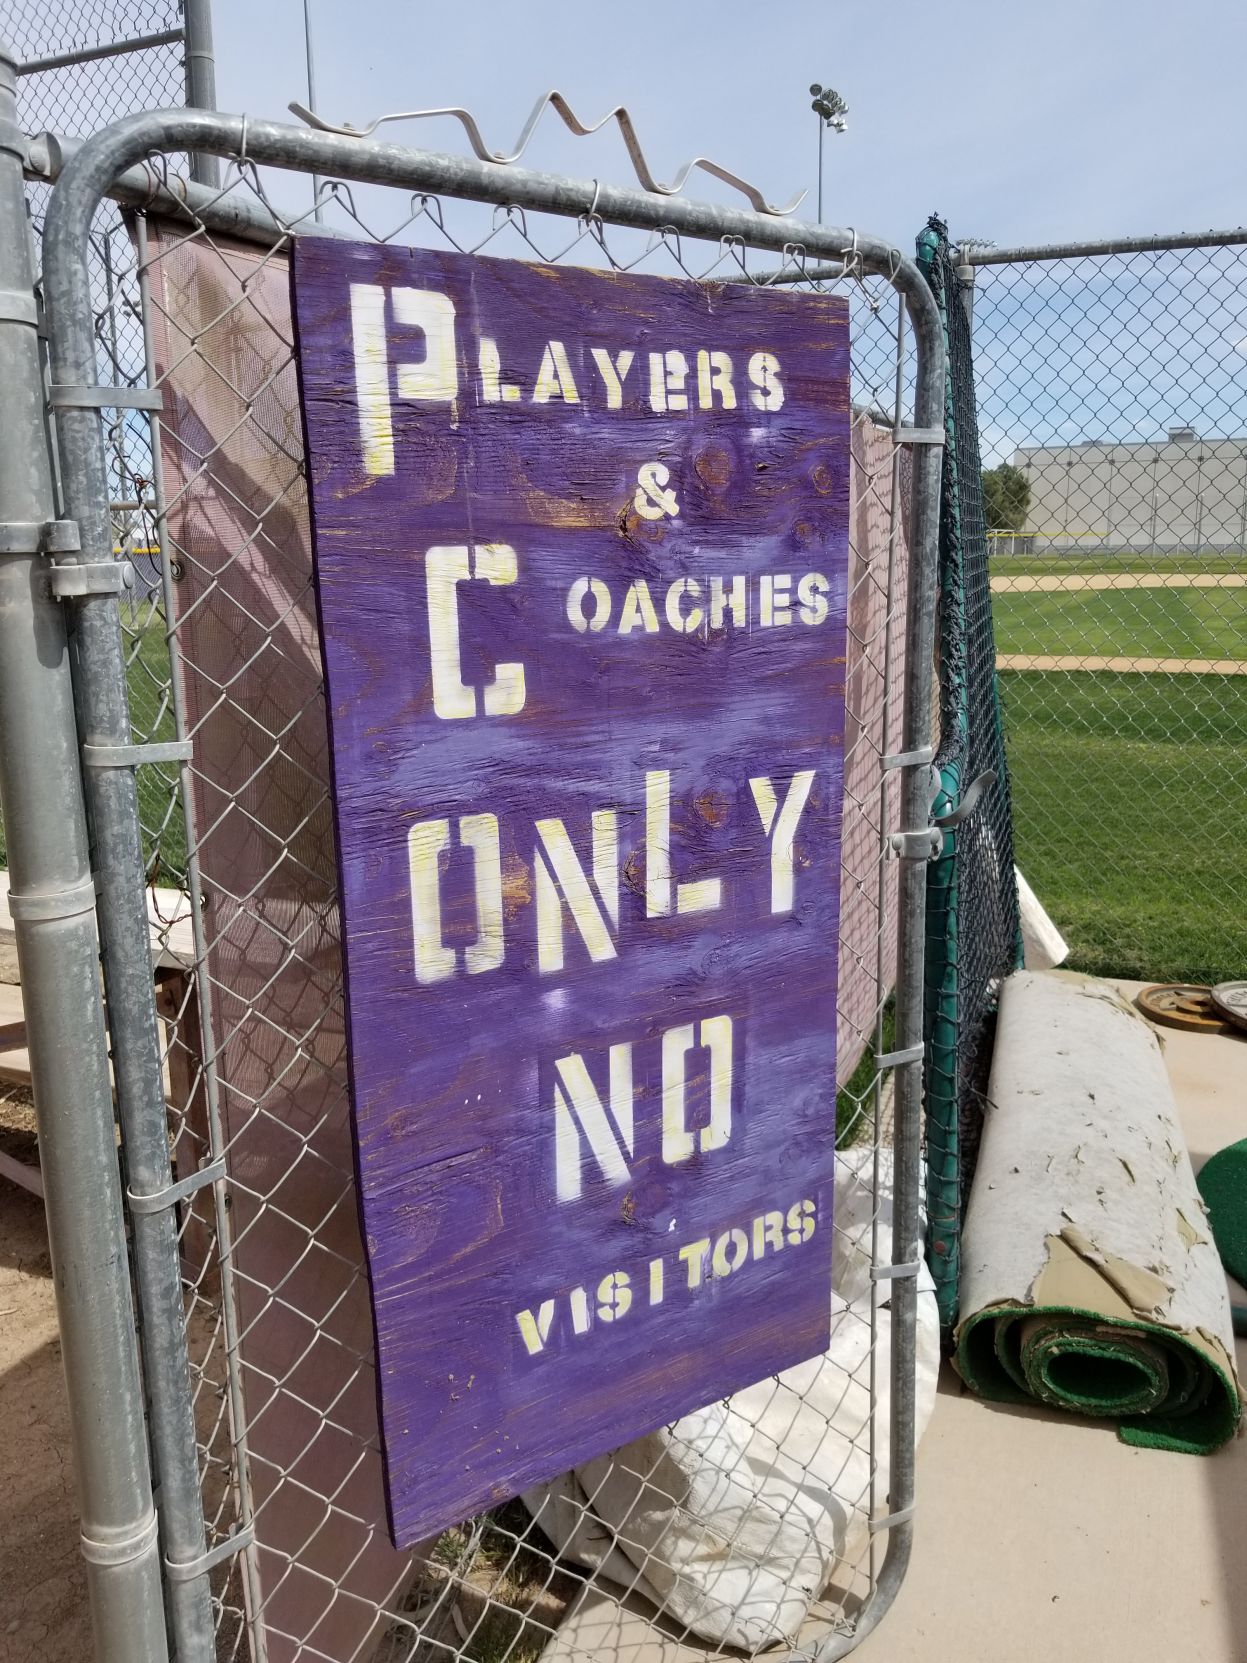 PLAYERS
&
COACHES
ONLY
NO
VISITORS